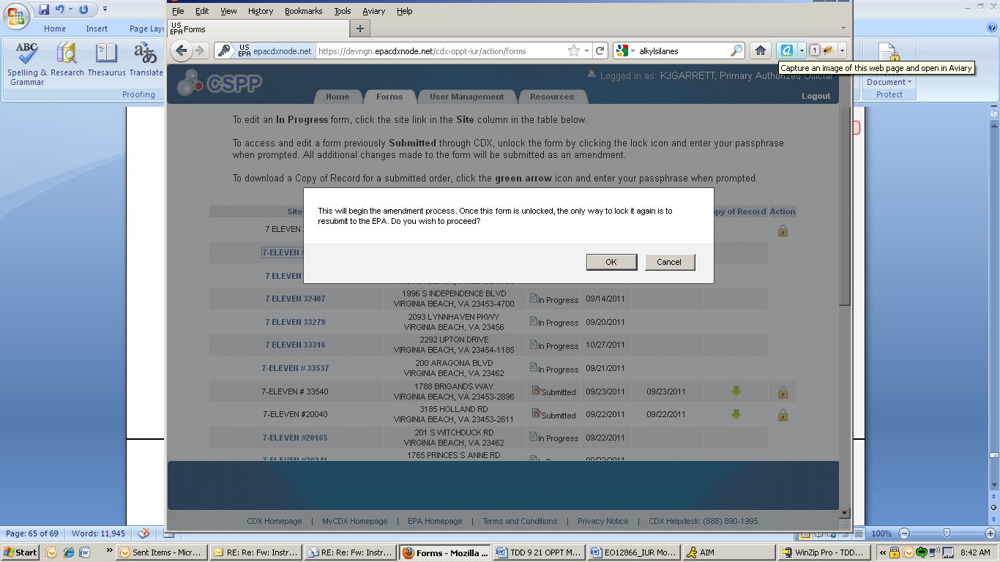 Home Insert Page Layo
ABC
Spelling & Grammar Research Thesaurus Translate
Proofing
File Edit View History Bookmarks Tools Aviary Help
US EPA Forms
US EPA epacdxnode.net https://devngn.epacdxnode.net/cdx-oppt-iur/action/forms alkylsilanes 1
Capture an image of this web page and open in Aviary
Document
Protect
CSPP
Logged in as: KJGARRETT, Primary Authorized Official
Home Forms User Management Resources Logout
To edit an In Progress form, click the site link in the Site column in the table below.
To access and edit a form previously Submitted through CDX, unlock the form by clicking the lock icon and enter your passphrase
when prompted. All additional changes made to the form will be submitted as an amendment.
To download a Copy of Record for a submitted order, click the green arrow icon and enter your passphrase when prompted.
Site opy of Record Action
This will begin the amendment process. Once this form is unlocked, the only way to lock it again is to
resubmit to the EPA. Do you wish to proceed?
OK Cancel
7 ELEVEN
7-ELEVEN #
7 ELEVEN
7 ELEVEN 32407 1996 S INDEPENDENCE BLVD
VIRGINIA BEACH, VA 23453-4700 In Progress 09/14/2011
7 ELEVEN 33279 2093 LYNNHAVEN PKWY
VIRGINIA BEACH, VA 23456 In Progress 09/20/2011
7 ELEVEN 33316 2292 UPTON DRIVE
VIRGINIA BEACH, VA 23454-1185 In Progress 10/27/2011
7-ELEVEN # 33537 200 ARAGONA BLVD
VIRGINIA BEACH, VA 23462 In Progress 09/21/2011
7-ELEVEN # 33540 1788 BRIGANDS WAY
VIRGINIA BEACH, VA 23453-2896 Submitted 09/23/2011 09/23/2011
7-ELEVEN #20040 3185 HOLLAND RD
VIRGINIA BEACH, VA 23453-2611 Submitted 09/22/2011 09/22/2011
7-ELEVEN #20165 201 S WITCHDUCK RD
VIRGINIA BEACH, VA 23462 In Progress 09/22/2011
1765 PRINCES S ANNE RD
CDX Homepage | MyCDX Homepage | EPA Homepage | Terms and Conditions | Privacy Notice | CDX Helpdesk: (888) 890-1995
Page: 65 of 69 Words: 11,945 100%
Start Sent Items - Micr... RE: Re: Fw: Instr... RE: Re: Fw: Instr... Forms - Mozilla ... TDD 9 21 OPPT M... EO12866_IUR Mo... AIM WinZip Pro - TDD... 8:42 AM